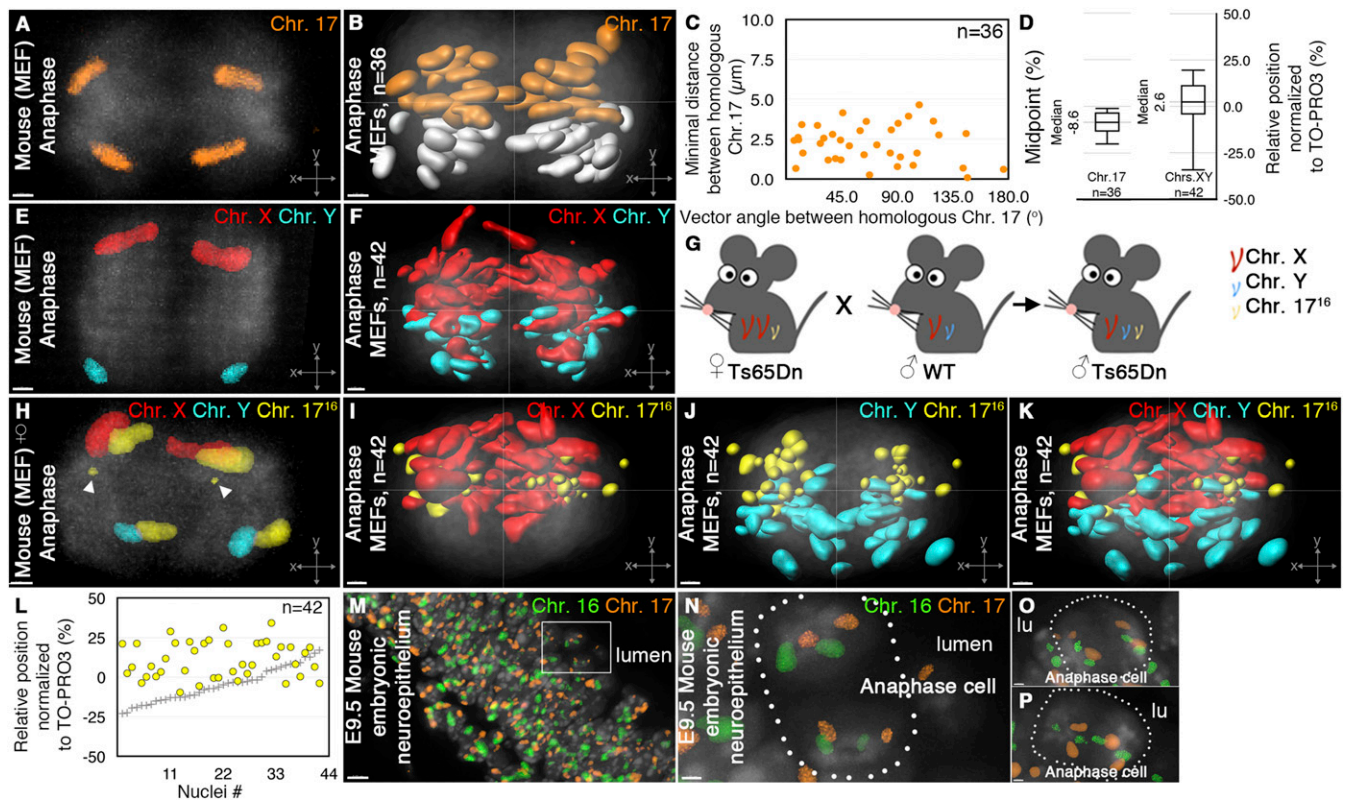 A
Chr. 17
Mouse (MEF)
Anaphase
x
y
B
Anaphase
MEFs, n=36
x
y
C
Minimal distance
between homologous
Chr.17 (µm)
10.0
7.5
5.0
2.5
0.0
n=36
45.0 90.0 135.0 180.0
Vector angle between homologous Chr. 17 (°)
D
Midpoint (%)
Median
-8.6
Median
2.6
Chr.17
n=36
Chrs.XY
n=42
50.0
25.0
0.0
-25.0
-50.0
Relative position
normalized
to TO-PRO3 (%)
E
Chr. X Chr. Y
Mouse (MEF)
Anaphase
x
y
F
Chr. X Chr. Y
Anaphase
MEFs, n=42
x
y
G
X
♀ Ts65Dn
♂ WT
♂ Ts65Dn
Chr. X
Chr. Y
Chr. 17¹⁶
H
Chr. X Chr. Y Chr. 17¹⁶
Mouse (MEF)
Anaphase
x
y
I
Chr. X Chr. 17¹⁶
Anaphase
MEFs, n=42
x
y
J
Chr. Y Chr. 17¹⁶
Anaphase
MEFs, n=42
x
y
K
Chr. X Chr. Y Chr. 17¹⁶
Anaphase
MEFs, n=42
x
y
L
Relative position
normalized
to TO-PRO3 (%)
50
25
0
-25
-50
n=42
11 22 33 44
Nuclei #
M
Chr. 16 Chr. 17
E9.5 Mouse
embryonic
neuroepithelium
lumen
N
Chr. 16 Chr. 17
E9.5 Mouse
embryonic
neuroepithelium
lumen
Anaphase cell
O
lu
Anaphase cell
P
lu
Anaphase cell